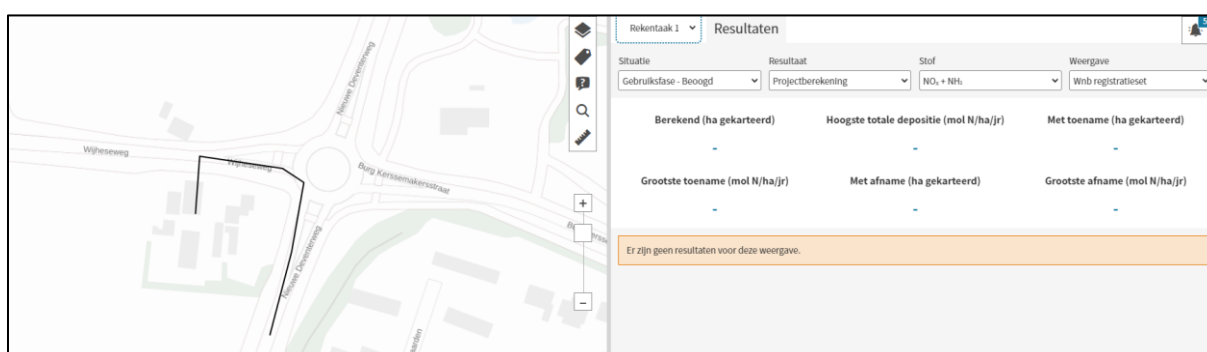 Rekentaak 1
Resultaten
Situatie
Resultaat
Stof
Weergave
Gebruiksfase - Beoogd
Projectberekening
NOₓ + NH₃
Wnb registratieset
Berekend (ha gekarteerd)
Hoogste totale depositie (mol N/ha/jr)
Met toename (ha gekarteerd)
-
-
-
Grootste toename (mol N/ha/jr)
Met afname (ha gekarteerd)
Grootste afname (mol N/ha/jr)
-
-
-
Er zijn geen resultaten voor deze weergave.
Nieuwe Deventerweg
Wijheseweg
Wijheseweg
Burg Kerssemakersstraat
Nieuwe Deventerweg